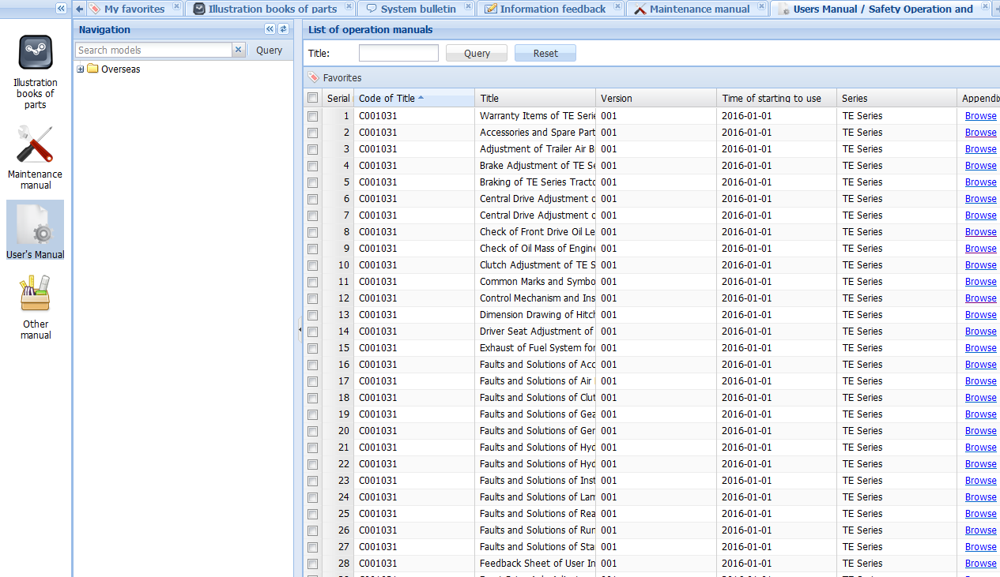 My favorites
Illustration books of parts
System bulletin
Information feedback
Maintenance manual
Users Manual / Safety Operation and
Illustration
books of
parts
Maintenance
manual
User's Manual
Other
manual
Navigation
Search models
Query
Overseas
List of operation manuals
Title:
Query
Reset
Favorites
Serial Code of Title Title Version Time of starting to use Series Appendix
1 C001031 Warranty Items of TE Serie 001 2016-01-01 TE Series Browse
2 C001031 Accessories and Spare Part 001 2016-01-01 TE Series Browse
3 C001031 Adjustment of Trailer Air B 001 2016-01-01 TE Series Browse
4 C001031 Brake Adjustment of TE Se 001 2016-01-01 TE Series Browse
5 C001031 Braking of TE Series Tracto 001 2016-01-01 TE Series Browse
6 C001031 Central Drive Adjustment o 001 2016-01-01 TE Series Browse
7 C001031 Central Drive Adjustment o 001 2016-01-01 TE Series Browse
8 C001031 Check of Front Drive Oil Le 001 2016-01-01 TE Series Browse
9 C001031 Check of Oil Mass of Engine 001 2016-01-01 TE Series Browse
10 C001031 Clutch Adjustment of TE S 001 2016-01-01 TE Series Browse
11 C001031 Common Marks and Symbo 001 2016-01-01 TE Series Browse
12 C001031 Control Mechanism and Ins 001 2016-01-01 TE Series Browse
13 C001031 Dimension Drawing of Hitch 001 2016-01-01 TE Series Browse
14 C001031 Driver Seat Adjustment of 001 2016-01-01 TE Series Browse
15 C001031 Exhaust of Fuel System for 001 2016-01-01 TE Series Browse
16 C001031 Faults and Solutions of Acc 001 2016-01-01 TE Series Browse
17 C001031 Faults and Solutions of Air 001 2016-01-01 TE Series Browse
18 C001031 Faults and Solutions of Clut 001 2016-01-01 TE Series Browse
19 C001031 Faults and Solutions of Gea 001 2016-01-01 TE Series Browse
20 C001031 Faults and Solutions of Ger 001 2016-01-01 TE Series Browse
21 C001031 Faults and Solutions of Hyd 001 2016-01-01 TE Series Browse
22 C001031 Faults and Solutions of Hyd 001 2016-01-01 TE Series Browse
23 C001031 Faults and Solutions of Inst 001 2016-01-01 TE Series Browse
24 C001031 Faults and Solutions of Lam 001 2016-01-01 TE Series Browse
25 C001031 Faults and Solutions of Rea 001 2016-01-01 TE Series Browse
26 C001031 Faults and Solutions of Run 001 2016-01-01 TE Series Browse
27 C001031 Faults and Solutions of Sta 001 2016-01-01 TE Series Browse
28 C001031 Feedback Sheet of User In 001 2016-01-01 TE Series Browse